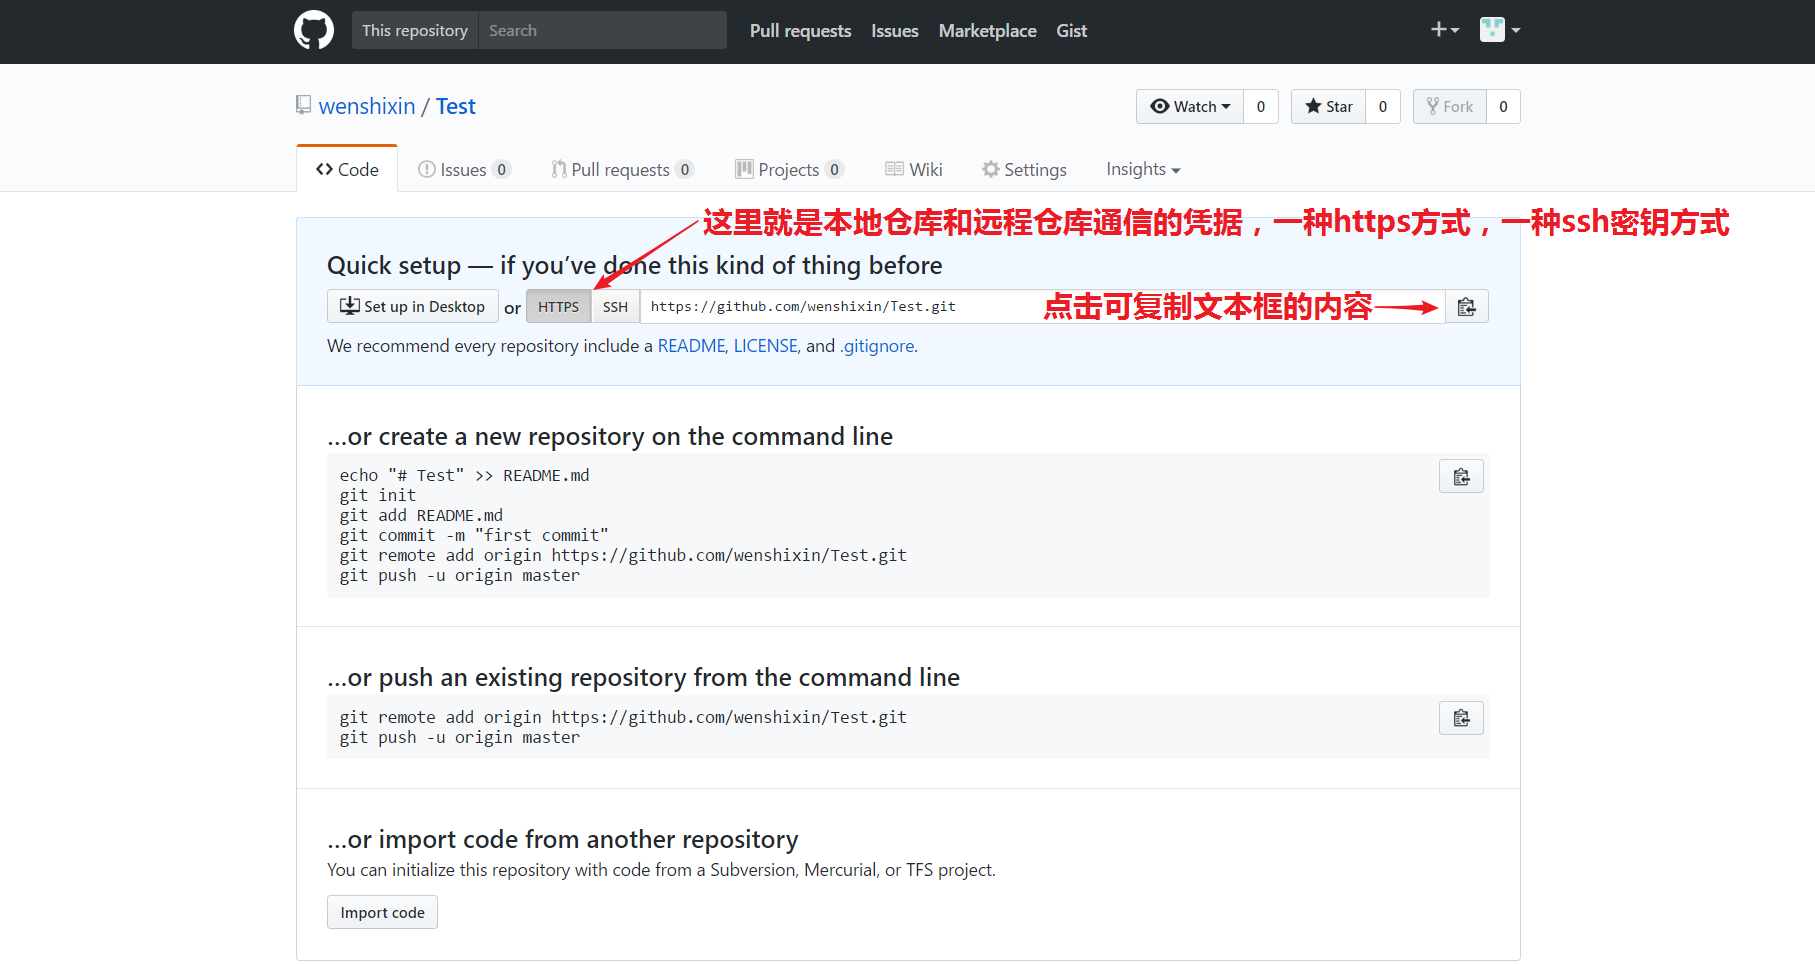 This repository Search Pull requests Issues Marketplace Gist
wenshixin / Test Watch 0 Star 0 Fork 0
Code Issues 0 Pull requests 0 Projects 0 Wiki Settings Insights
这里就是本地仓库和远程仓库通信的凭据，一种https方式，一种ssh密钥方式
Quick setup — if you’ve done this kind of thing before
Set up in Desktop or HTTPS SSH https://github.com/wenshixin/Test.git 点击可复制文本框的内容
We recommend every repository include a README, LICENSE, and .gitignore.
…or create a new repository on the command line
echo "# Test" >> README.md
git init
git add README.md
git commit -m "first commit"
git remote add origin https://github.com/wenshixin/Test.git
git push -u origin master
…or push an existing repository from the command line
git remote add origin https://github.com/wenshixin/Test.git
git push -u origin master
…or import code from another repository
You can initialize this repository with code from a Subversion, Mercurial, or TFS project.
Import code